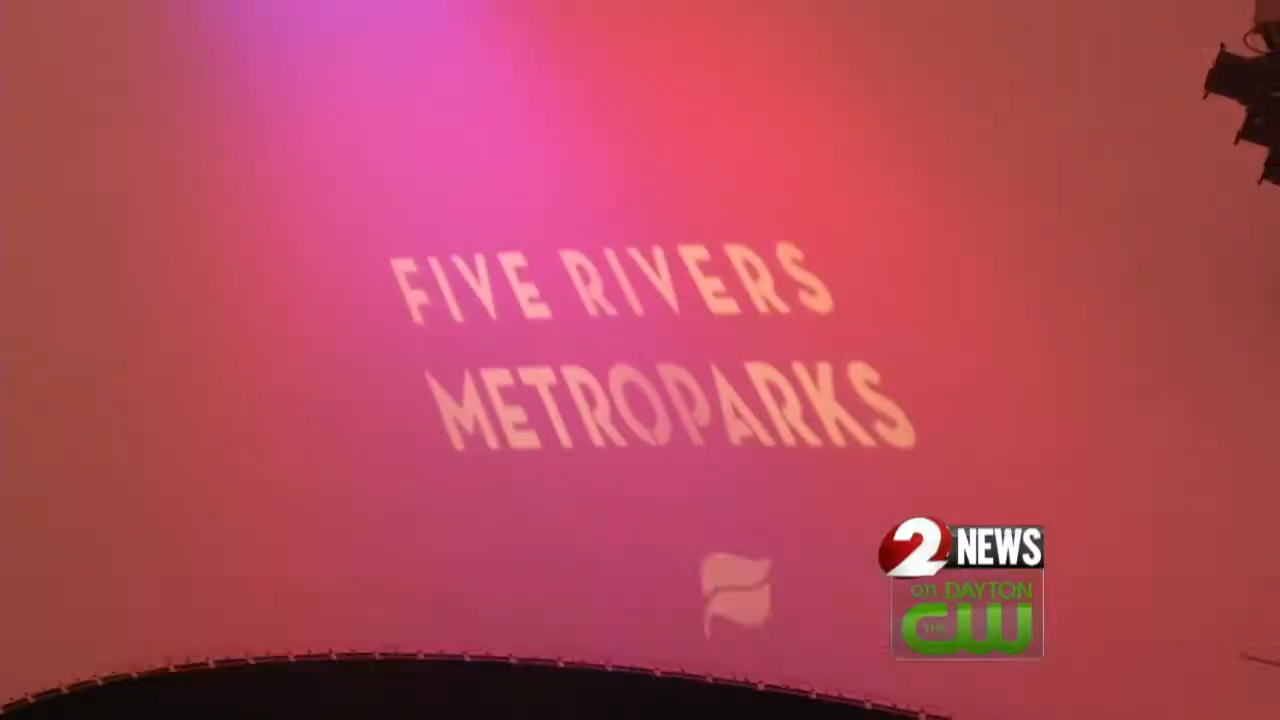 FIVE RIVERS
METROPARKS
2 NEWS
on DAYTON
THE CW